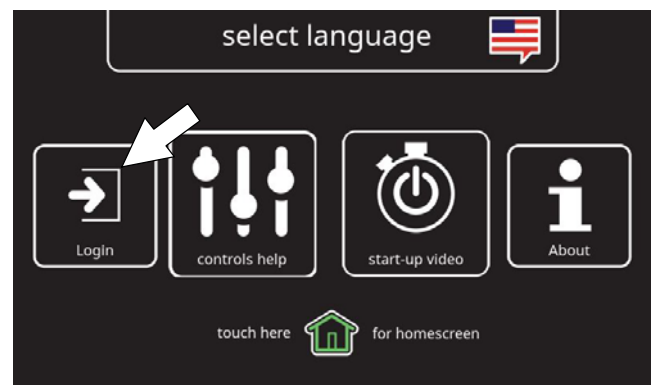 select language
Login
controls help
start-up video
About
touch here for homescreen